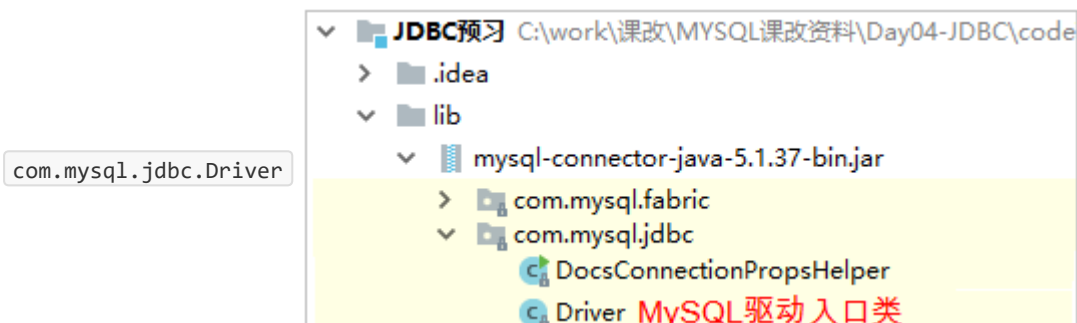 JDBC预习 C:\work\课改\MYSQL课改资料\Day04-JDBC\code
.idea
lib
mysql-connector-java-5.1.37-bin.jar
com.mysql.jdbc.Driver
com.mysql.fabric
com.mysql.jdbc
DocsConnectionPropsHelper
Driver MySQL驱动入口类